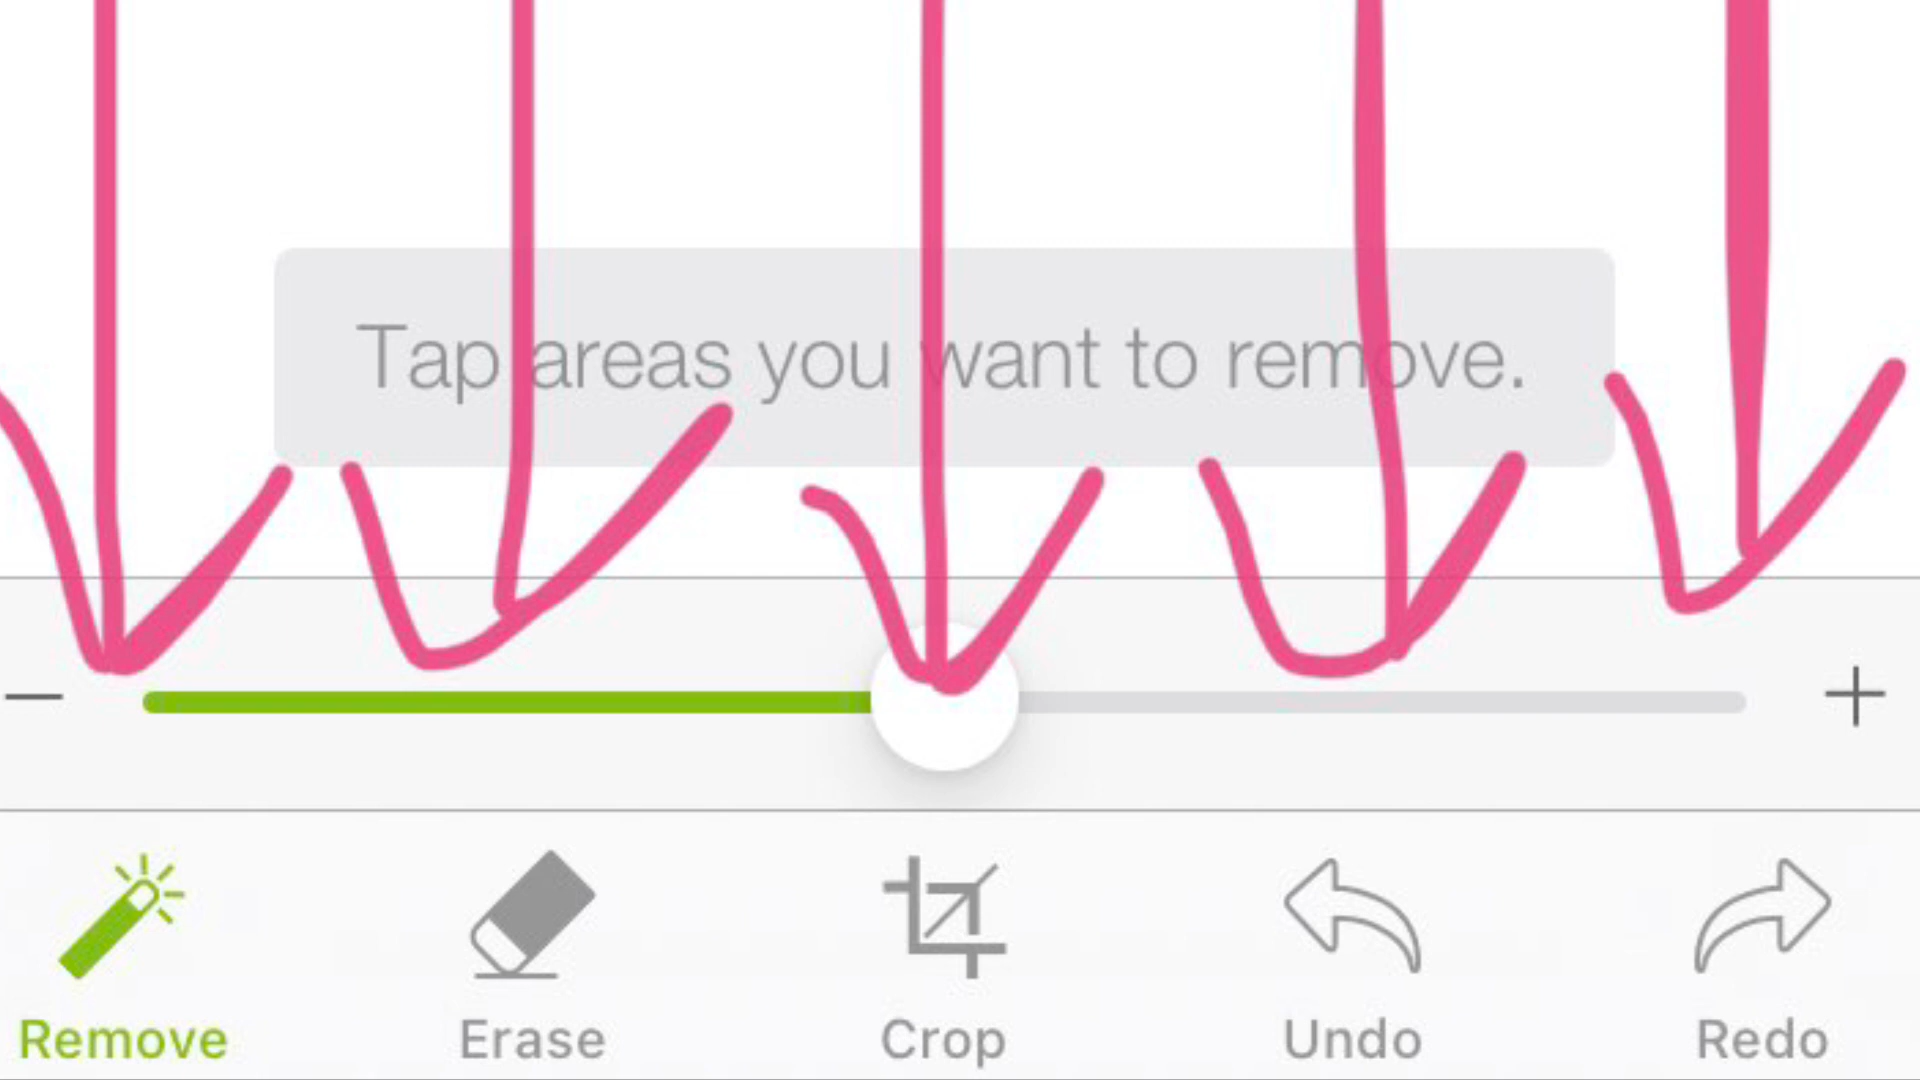 Tap areas you want to remove.
Remove
Erase
Crop
Undo
Redo